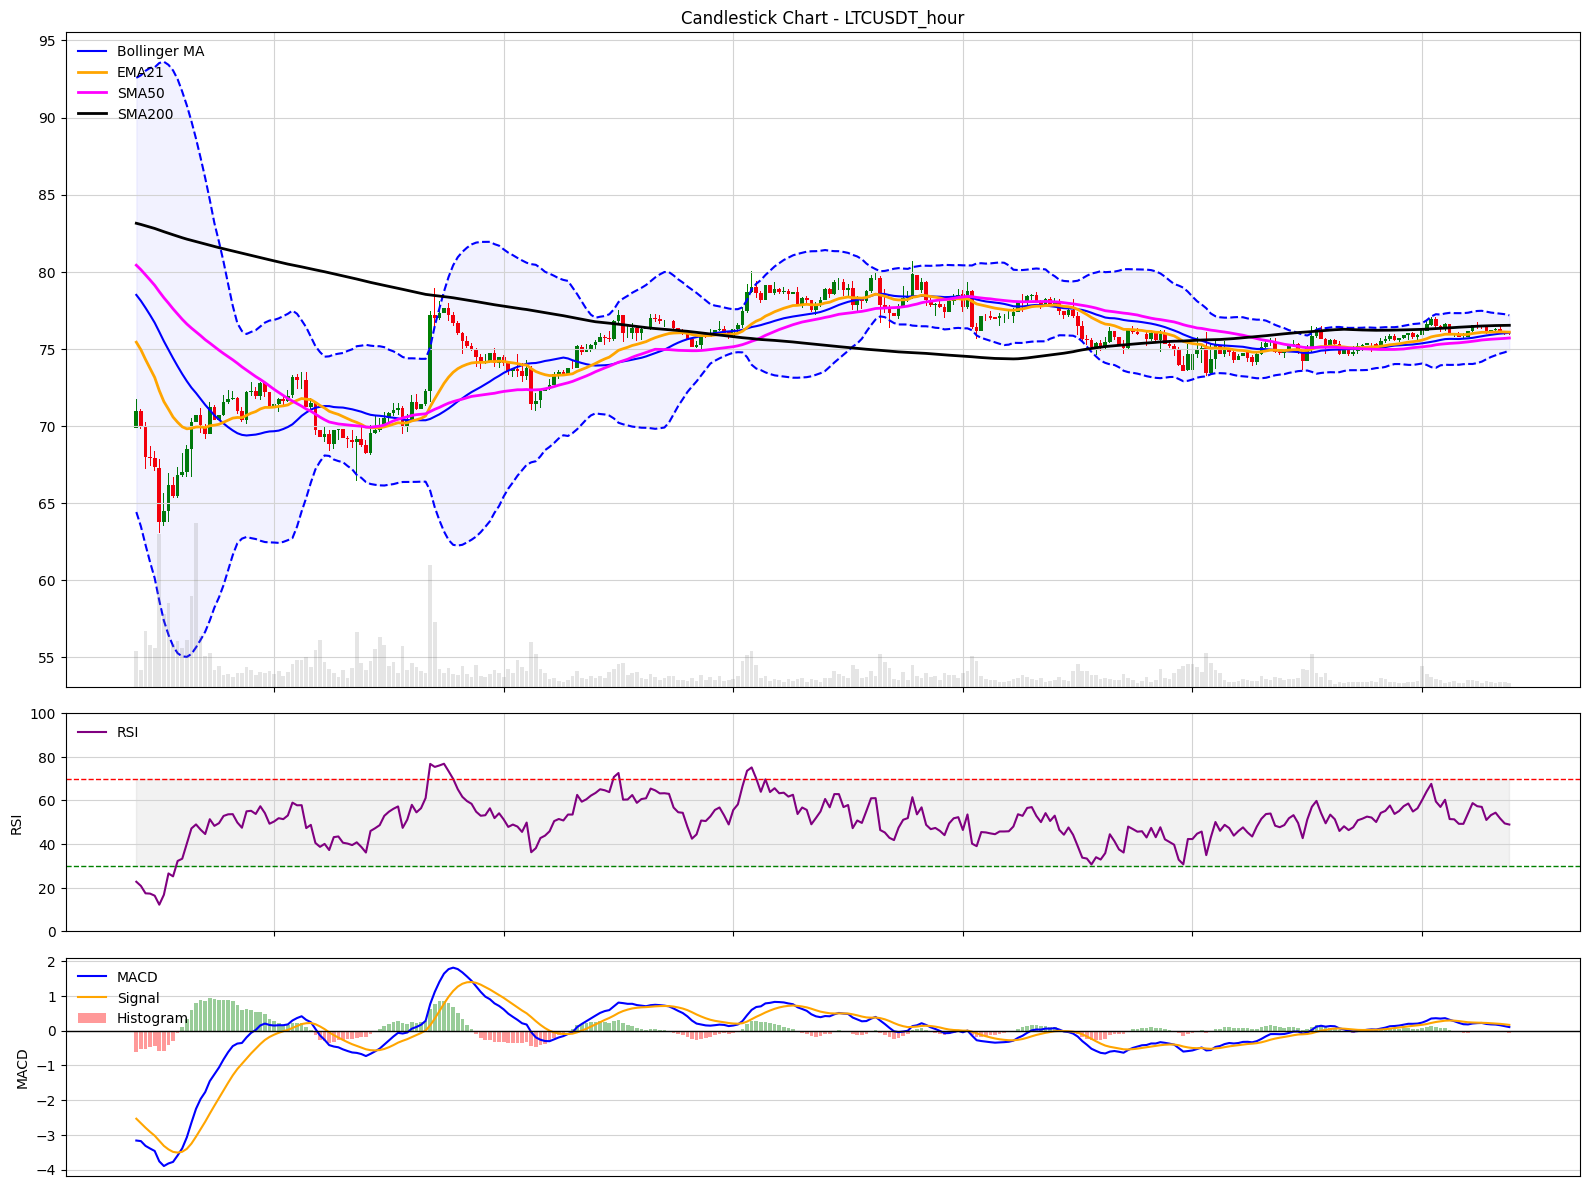 Candlestick Chart - LTCUSDT_hour
Bollinger MA
EMA21
SMA50
SMA200
95
90
85
80
75
70
65
60
55
RSI
RSI
100
80
60
40
20
0
MACD
Signal
Histogram
MACD
2
1
0
−1
−2
−3
−4